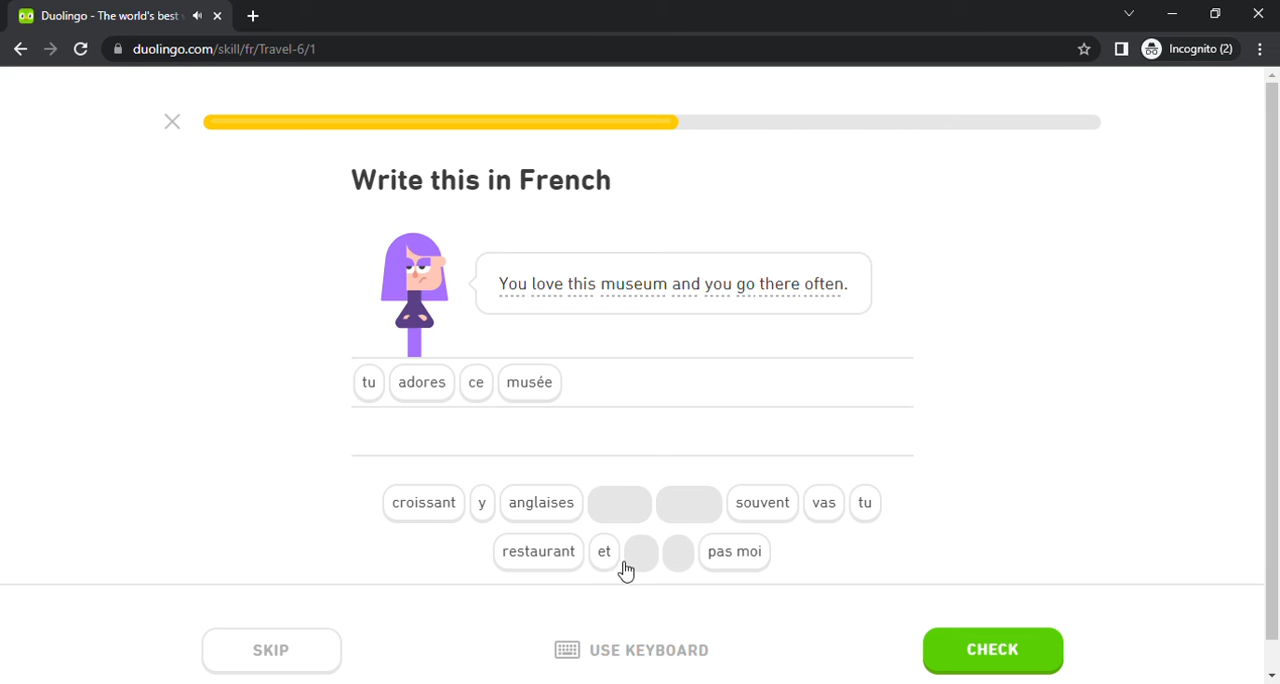 Duolingo - The world's best
duolingo.com/skill/fr/Travel-6/1
Incognito (2)
Write this in French
You love this museum and you go there often.
tu adores ce musée
croissant y anglaises souvent vas tu
restaurant et pas moi
SKIP
USE KEYBOARD
CHECK